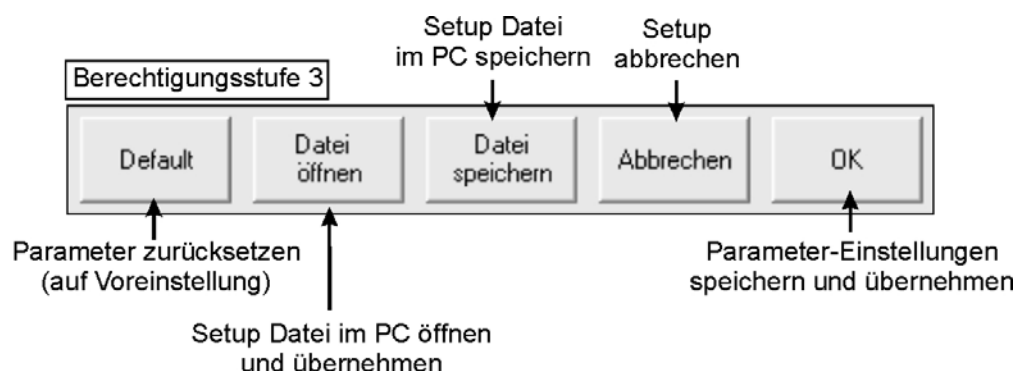 Setup Datei
im PC speichern
Setup
abbrechen
Berechtigungsstufe 3
Default
Datei
öffnen
Datei
speichern
Abbrechen
OK
Parameter zurücksetzen
(auf Voreinstellung)
Setup Datei im PC öffnen
und übernehmen
Parameter-Einstellungen
speichern und übernehmen